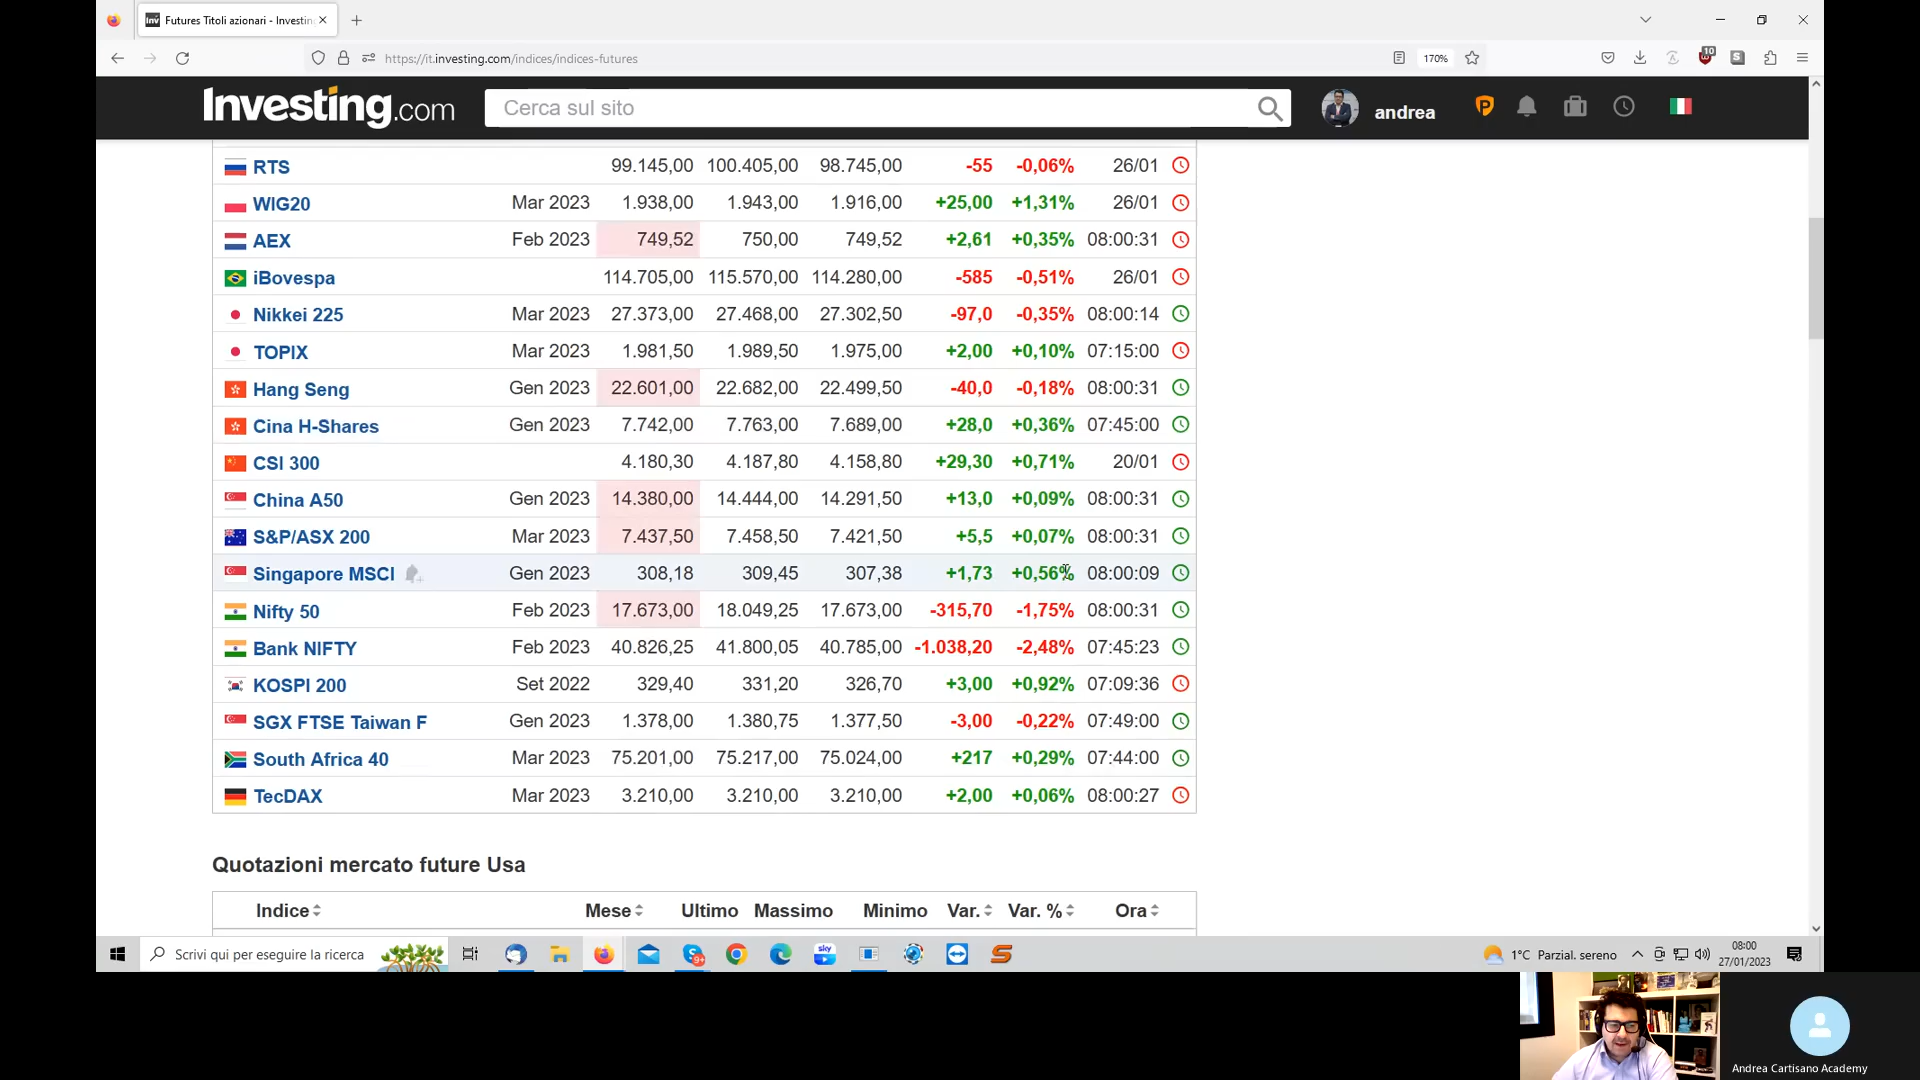 Futures Titoli azionari - Investin
https://it.investing.com/indices/indices-futures
170%
10
Investing.com
Cerca sul sito
andrea
RTS 99.145,00 100.405,00 98.745,00 -55 -0,06% 26/01
WIG20 Mar 2023 1.938,00 1.943,00 1.916,00 +25,00 +1,31% 26/01
AEX Feb 2023 749,52 750,00 749,52 +2,61 +0,35% 08:00:31
iBovespa 114.705,00 115.570,00 114.280,00 -585 -0,51% 26/01
Nikkei 225 Mar 2023 27.373,00 27.468,00 27.302,50 -97,0 -0,35% 08:00:14
TOPIX Mar 2023 1.981,50 1.989,50 1.975,00 +2,00 +0,10% 07:15:00
Hang Seng Gen 2023 22.601,00 22.682,00 22.499,50 -40,0 -0,18% 08:00:31
Cina H-Shares Gen 2023 7.742,00 7.763,00 7.689,00 +28,0 +0,36% 07:45:00
CSI 300 4.180,30 4.187,80 4.158,80 +29,30 +0,71% 20/01
China A50 Gen 2023 14.380,00 14.444,00 14.291,50 +13,0 +0,09% 08:00:31
S&P/ASX 200 Mar 2023 7.437,50 7.458,50 7.421,50 +5,5 +0,07% 08:00:31
Singapore MSCI Gen 2023 308,18 309,45 307,38 +1,73 +0,56% 08:00:09
Nifty 50 Feb 2023 17.673,00 18.049,25 17.673,00 -315,70 -1,75% 08:00:31
Bank NIFTY Feb 2023 40.826,25 41.800,05 40.785,00 -1.038,20 -2,48% 07:45:23
KOSPI 200 Set 2022 329,40 331,20 326,70 +3,00 +0,92% 07:09:36
SGX FTSE Taiwan F Gen 2023 1.378,00 1.380,75 1.377,50 -3,00 -0,22% 07:49:00
South Africa 40 Mar 2023 75.201,00 75.217,00 75.024,00 +217 +0,29% 07:44:00
TecDAX Mar 2023 3.210,00 3.210,00 3.210,00 +2,00 +0,06% 08:00:27
Quotazioni mercato future Usa
Indice Mese Ultimo Massimo Minimo Var. Var. % Ora
Scrivi qui per eseguire la ricerca
sky
1°C Parzial. sereno
08:00
27/01/2023
Andrea Cartisano Academy